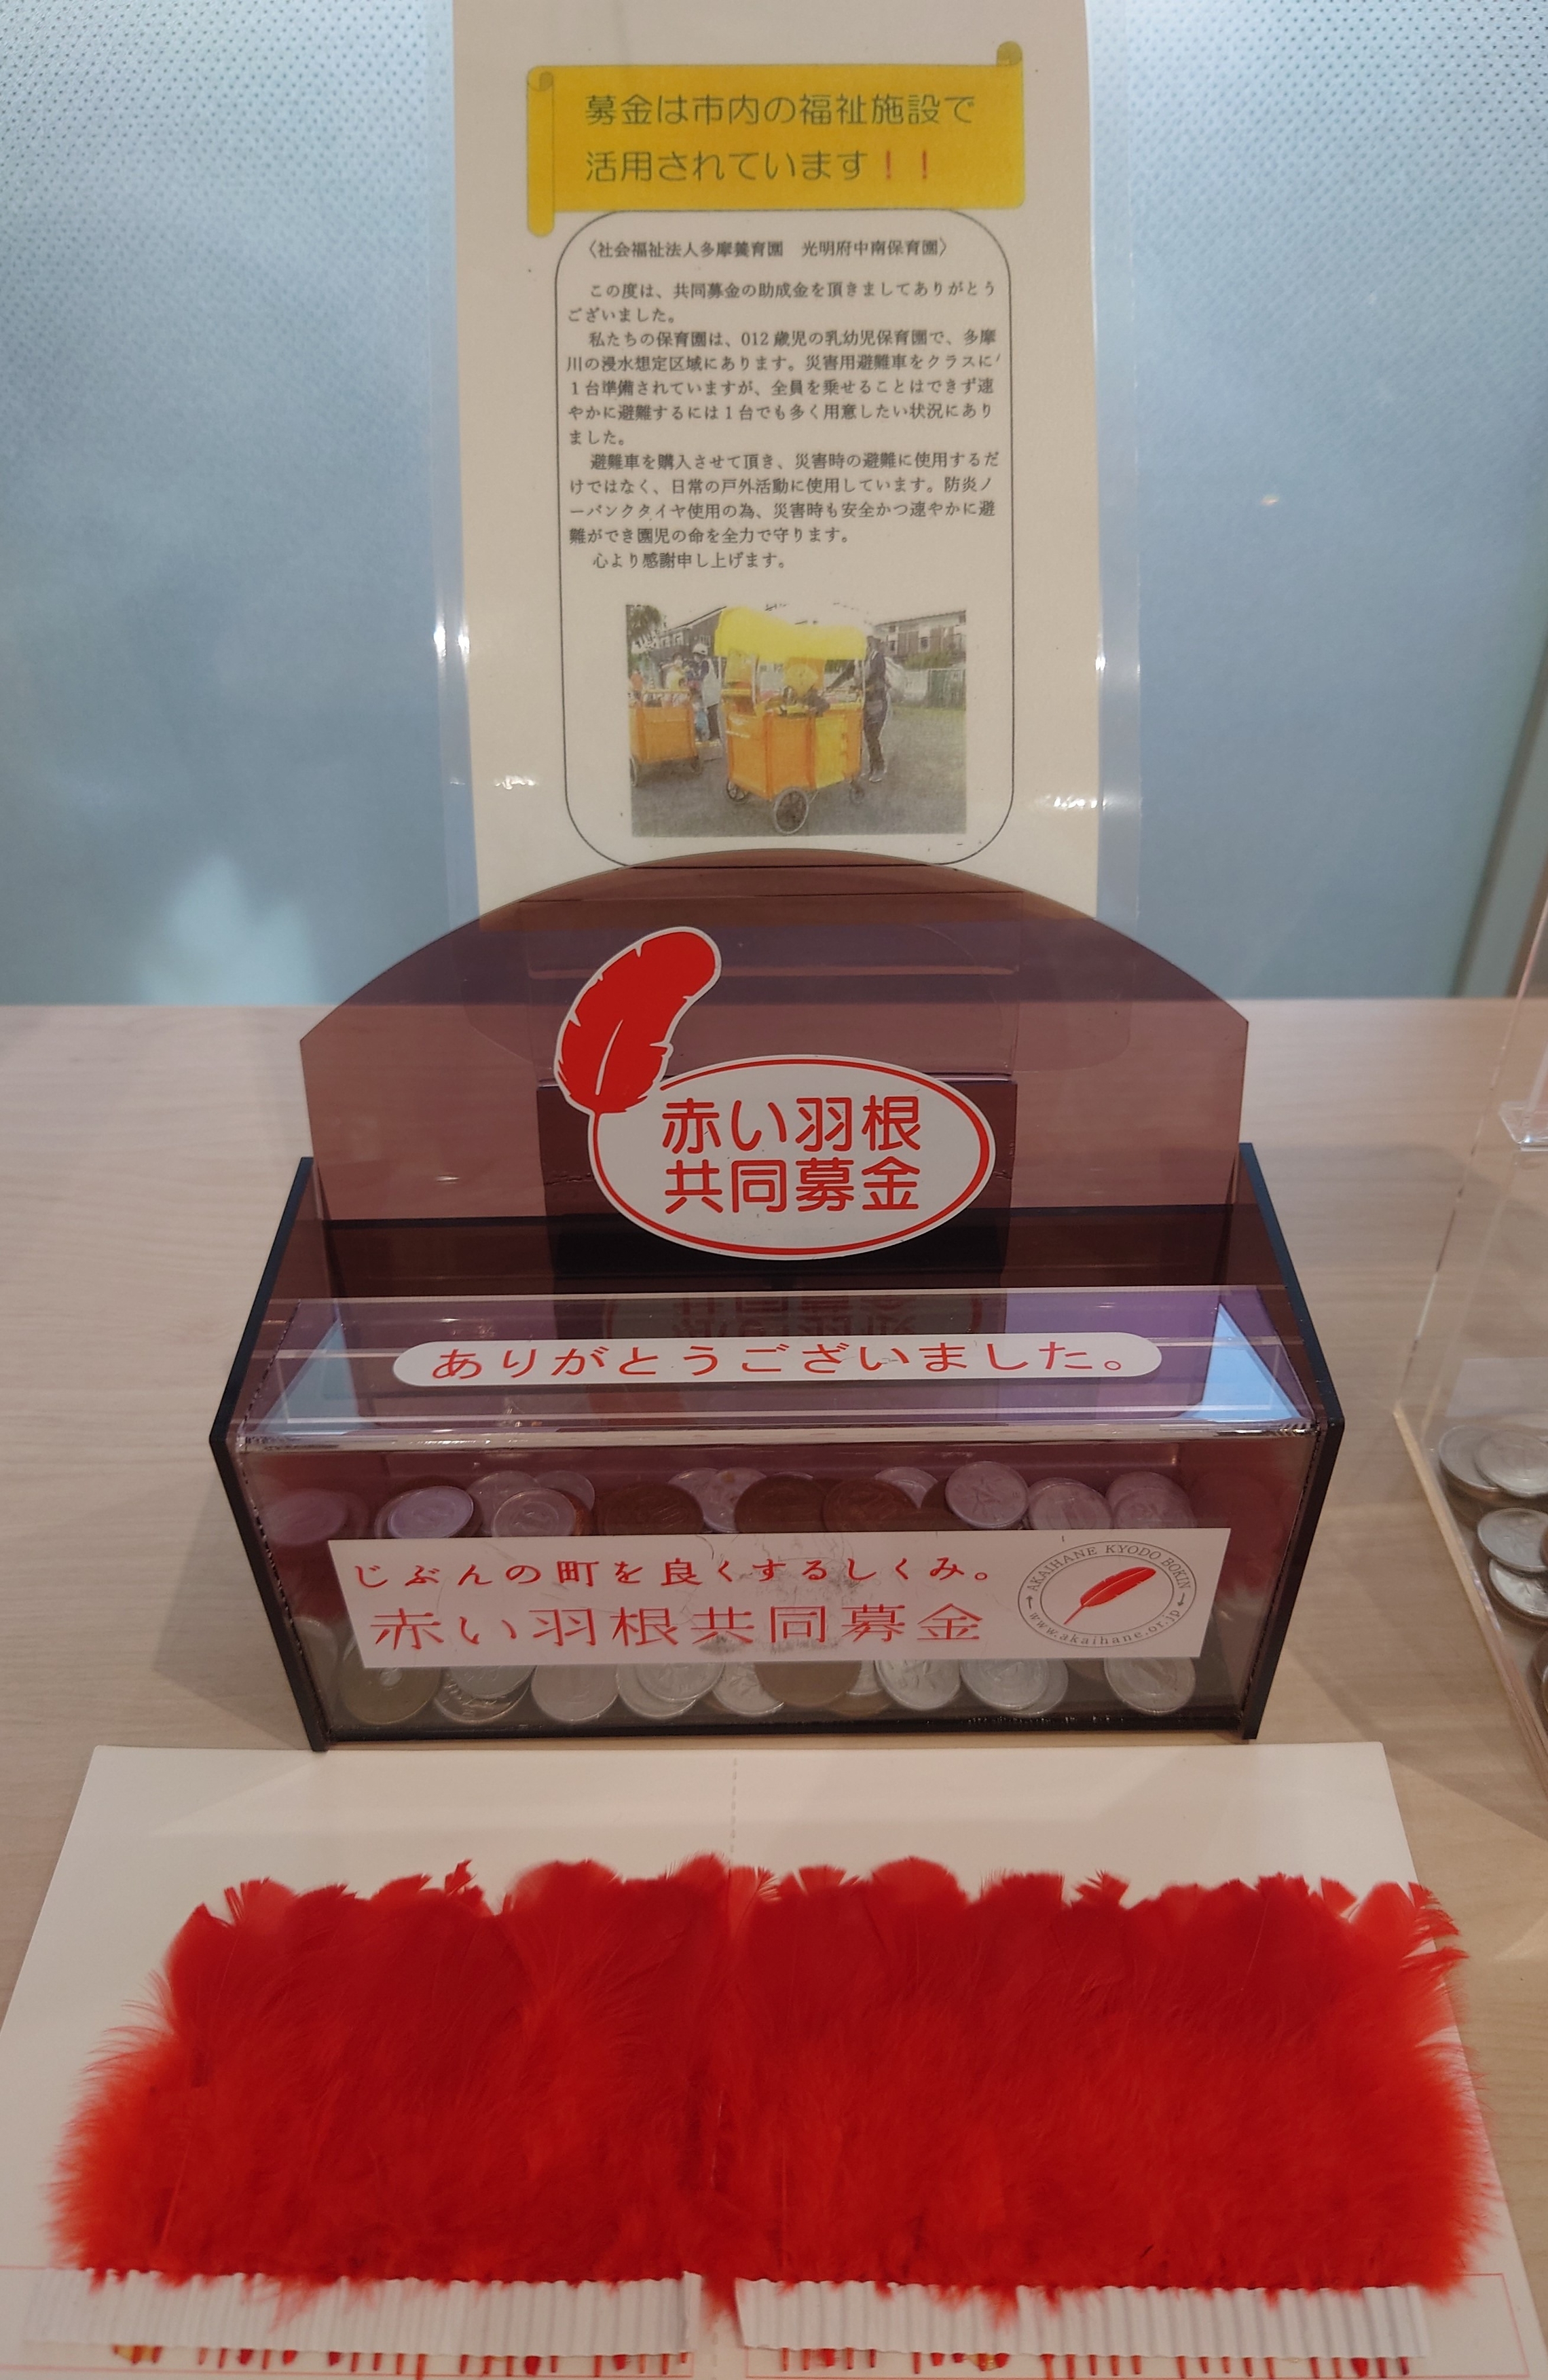 募金は市内の福祉施設で
活用されています！！
〈社会福祉法人多摩養育園　光明府中南保育園〉
この度は、共同募金の助成金を頂きましてありがとう
ございました。
私たちの保育園は、012歳児の乳幼児保育園で、多摩
川の浸水想定区域にあります。災害用避難車をクラスに
１台準備されていますが、全員を乗せることはできず速
やかに避難するには１台でも多く用意したい状況にあり
ました。
避難車を購入させて頂き、災害時の避難に使用するだ
けではなく、日常の戸外活動に使用しています。防炎ノ
ーパンクタイヤ使用の為、災害時も安全かつ速やかに避
難ができ園児の命を全力で守ります。
心より感謝申し上げます。
赤い羽根
共同募金
ありがとうございました。
じぶんの町を良くするしくみ。
赤い羽根共同募金
AKAIHANE KYODO BOKIN
www.akaihane.or.jp